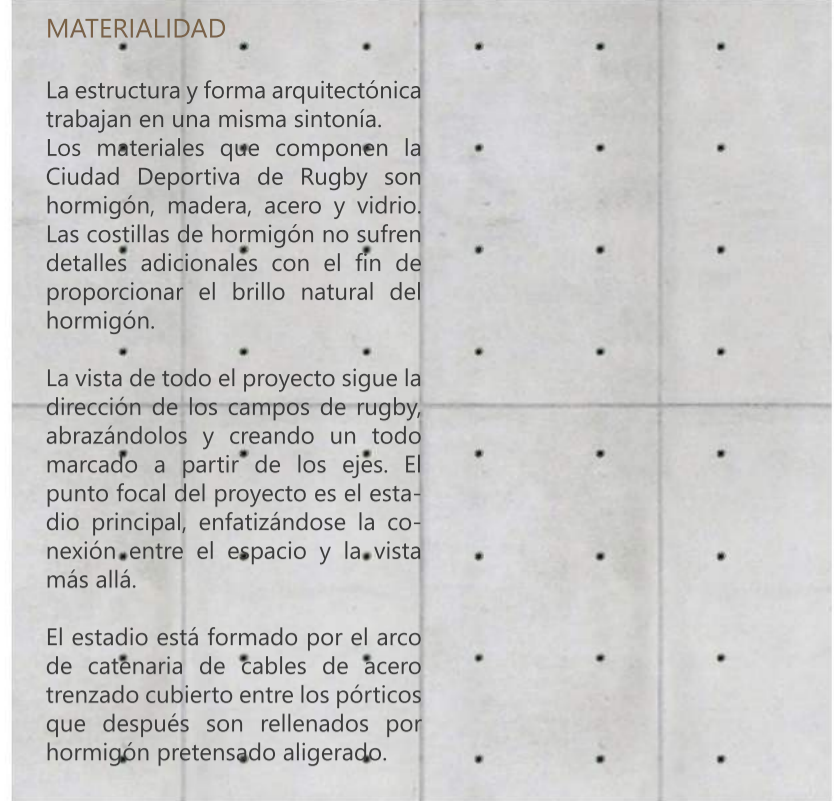 MATERIALIDAD
La estructura y forma arquitectónica
trabajan en una misma sintonía.
Los materiales que componen la
Ciudad Deportiva de Rugby son
hormigón, madera, acero y vidrio.
Las costillas de hormigón no sufren
detalles adicionales con el fin de
proporcionar el brillo natural del
hormigón.
La vista de todo el proyecto sigue la
dirección de los campos de rugby,
abrazándolos y creando un todo
marcado a partir de los ejes. El
punto focal del proyecto es el esta-
dio principal, enfatizándose la co-
nexión entre el espacio y la vista
más allá.
El estadio está formado por el arco
de catenaria de cables de acero
trenzado cubierto entre los pórticos
que después son rellenados por
hormigón pretensado aligerado.